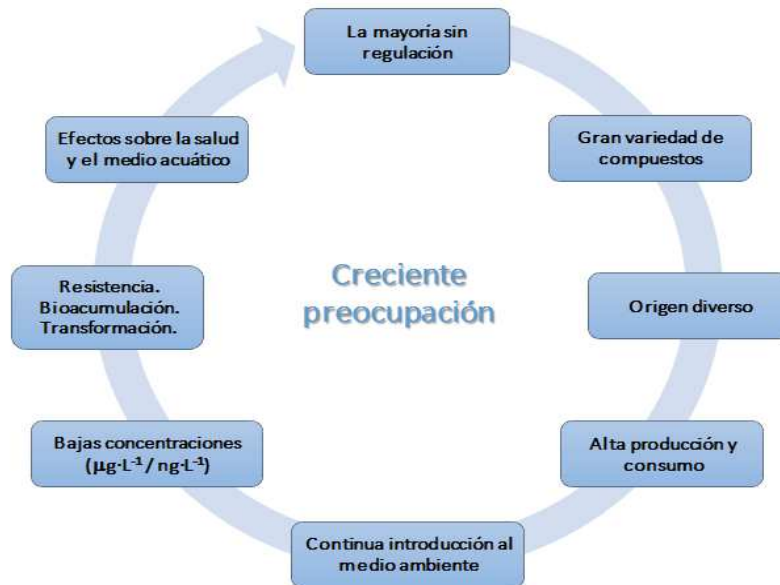 La mayoría sin
regulación
Gran variedad de
compuestos
Origen diverso
Alta producción y
consumo
Continua introducción al
medio ambiente
Bajas concentraciones
(μg·L⁻¹ / ng·L⁻¹)
Resistencia.
Bioacumulación.
Transformación.
Efectos sobre la salud
y el medio acuático
Creciente
preocupación